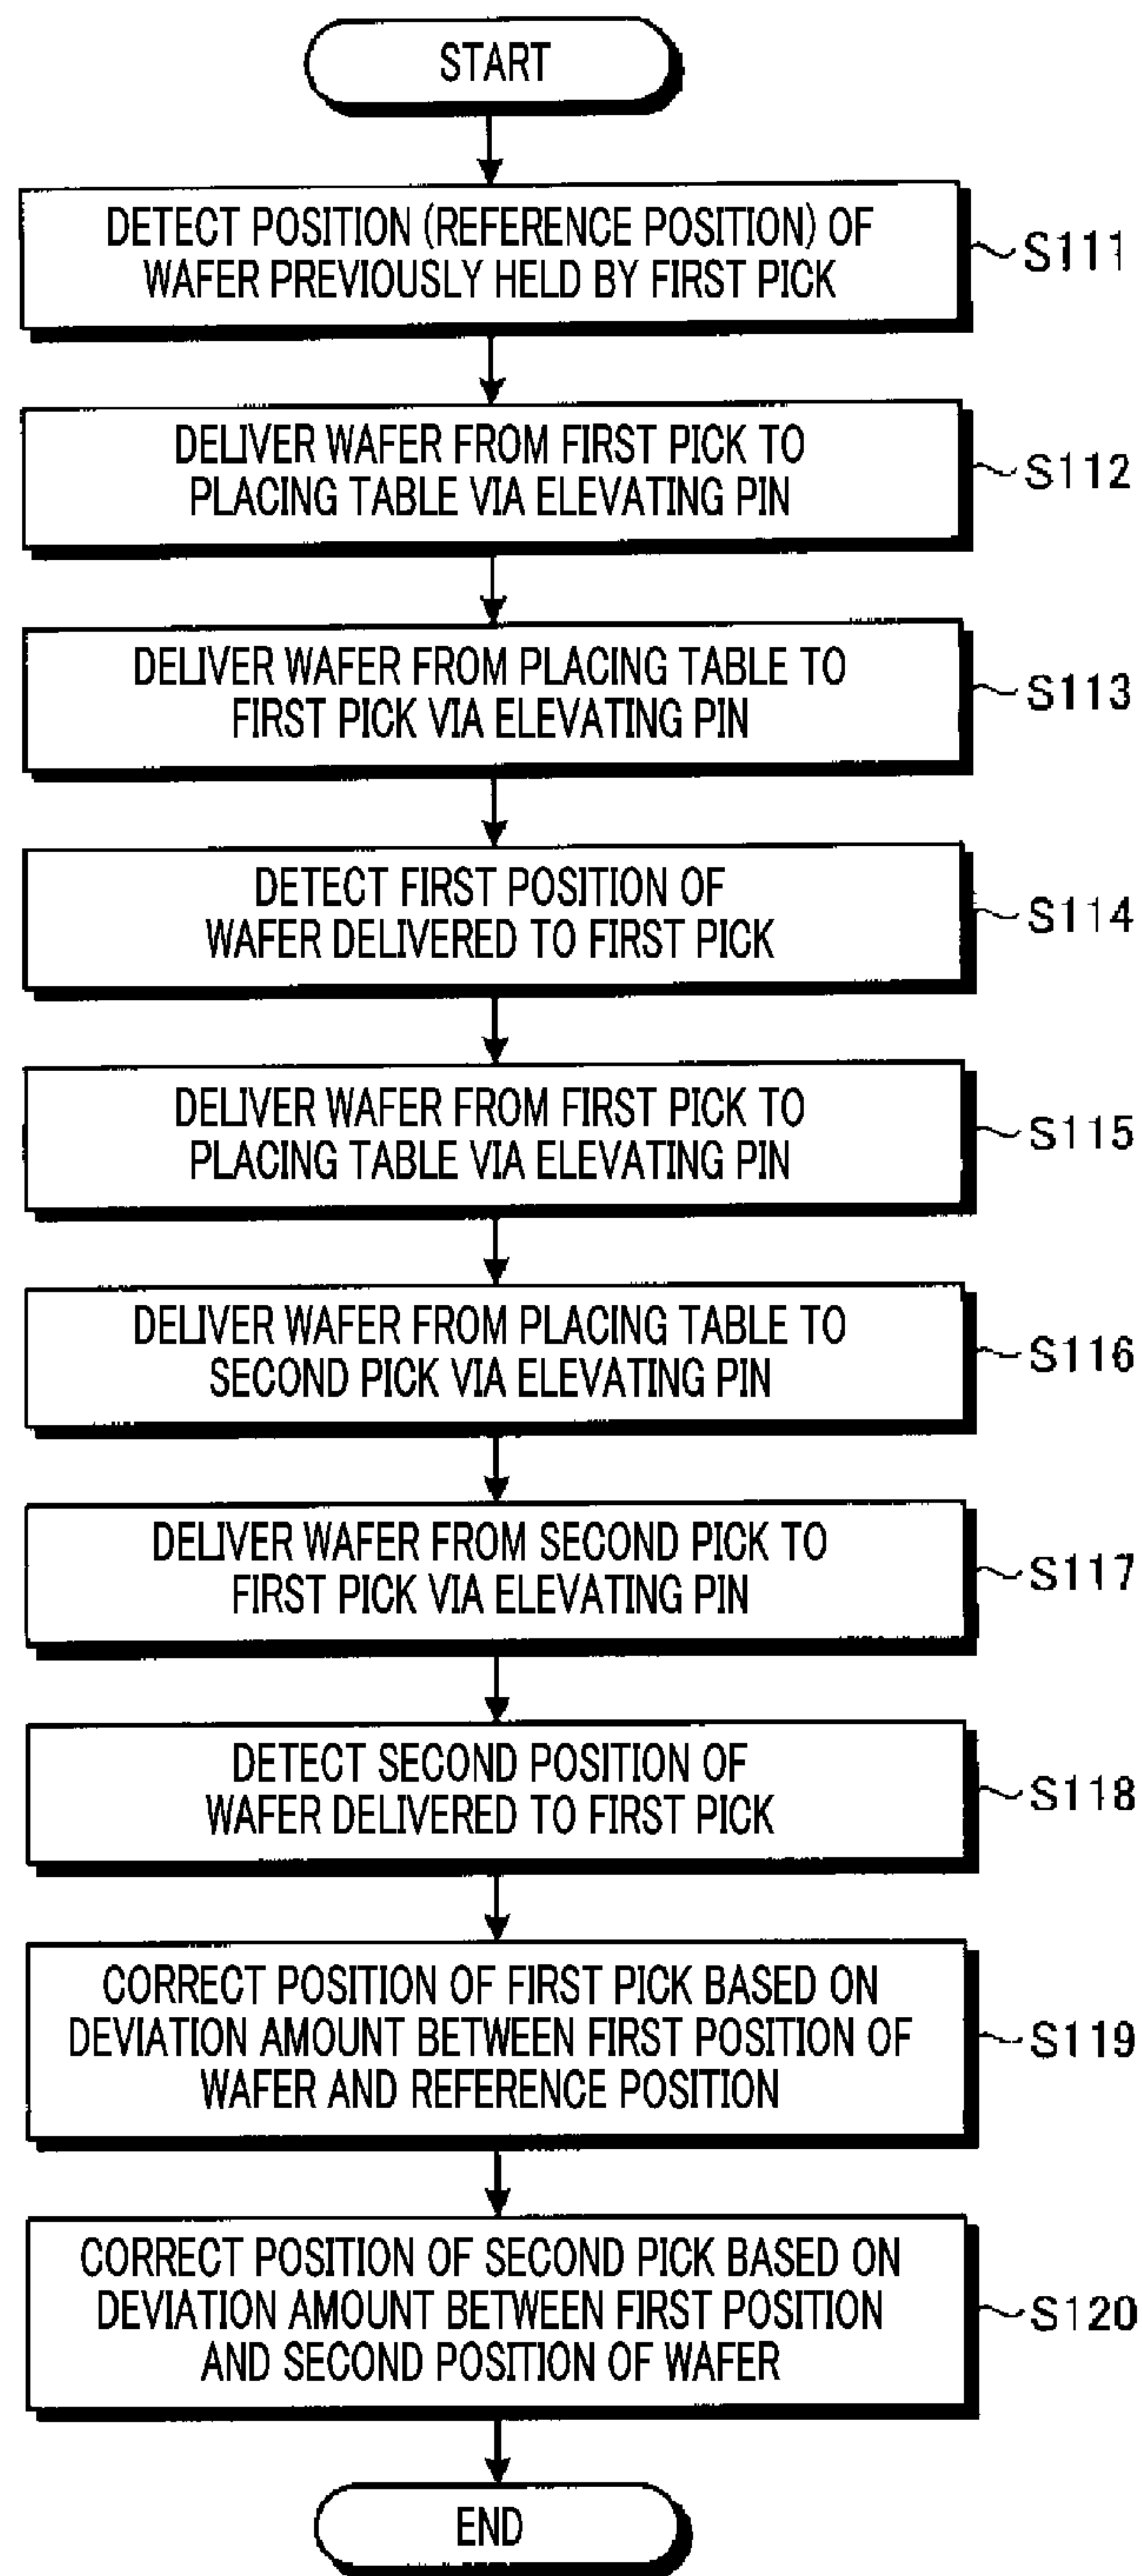 START
DETECT POSITION (REFERENCE POSITION) OF
WAFER PREVIOUSLY HELD BY FIRST PICK
S111
DELIVER WAFER FROM FIRST PICK TO
PLACING TABLE VIA ELEVATING PIN
S112
DELIVER WAFER FROM PLACING TABLE TO
FIRST PICK VIA ELEVATING PIN
S113
DETECT FIRST POSITION OF
WAFER DELIVERED TO FIRST PICK
S114
DELIVER WAFER FROM FIRST PICK TO
PLACING TABLE VIA ELEVATING PIN
S115
DELIVER WAFER FROM PLACING TABLE TO
SECOND PICK VIA ELEVATING PIN
S116
DELIVER WAFER FROM SECOND PICK TO
FIRST PICK VIA ELEVATING PIN
S117
DETECT SECOND POSITION OF
WAFER DELIVERED TO FIRST PICK
S118
CORRECT POSITION OF FIRST PICK BASED ON
DEVIATION AMOUNT BETWEEN FIRST POSITION OF
WAFER AND REFERENCE POSITION
S119
CORRECT POSITION OF SECOND PICK BASED ON
DEVIATION AMOUNT BETWEEN FIRST POSITION
AND SECOND POSITION OF WAFER
S120
END